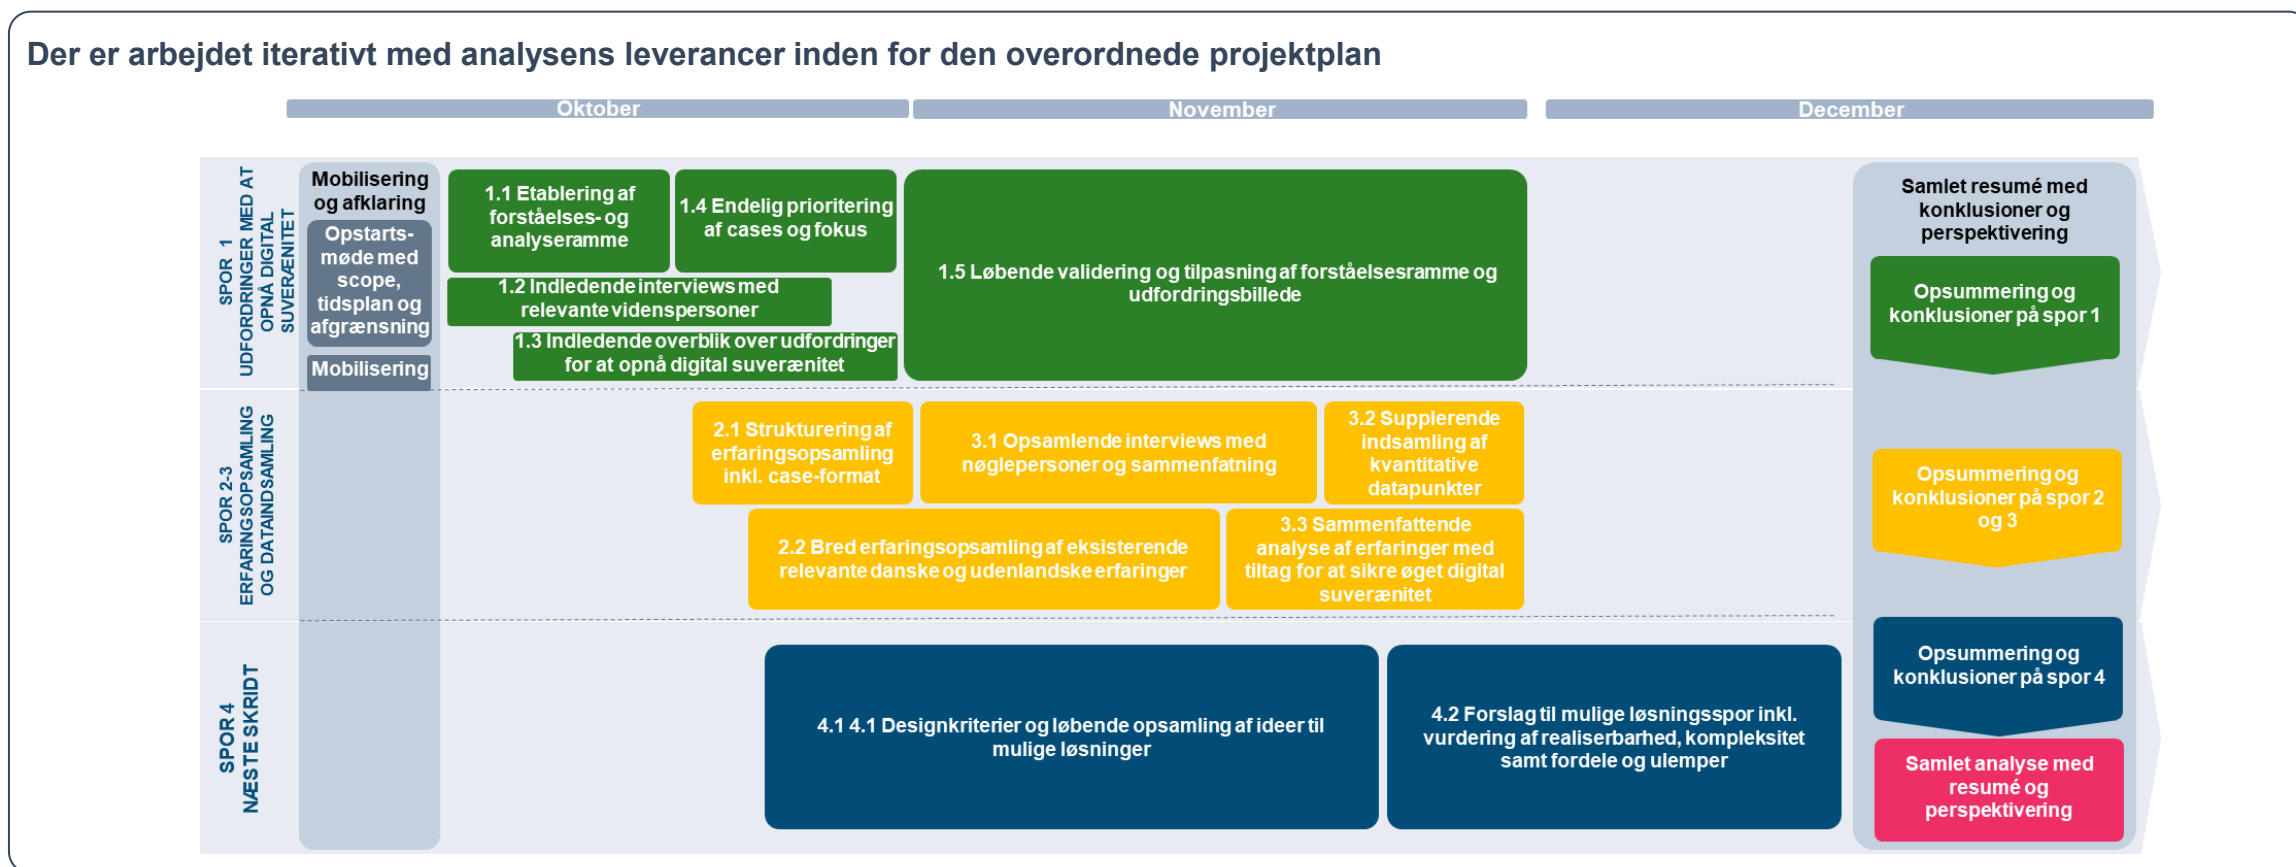 Der er arbejdet iterativt med analysens leverancer inden for den overordnede projektplan
Oktober
November
December
SPOR 1
UDFORDRINGER MED AT
OPNÅ DIGITAL
SUVERÆNITET
Mobilisering
og afklaring
Opstarts-
møde med
scope,
tidsplan og
afgrænsning
Mobilisering
1.1 Etablering af
forståelses- og
analyseramme
1.4 Endelig prioritering
af cases og fokus
1.2 Indledende interviews med
relevante videnspersoner
1.3 Indledende overblik over udfordringer
for at opnå digital suverænitet
1.5 Løbende validering og tilpasning af forståelsesramme og
udfordringsbillede
Samlet resumé med
konklusioner og
perspektivering
Opsummering og
konklusioner på spor 1
SPOR 2-3
ERFARINGSOPSAMLING
OG DATAINDSAMLING
2.1 Strukturering af
erfaringsopsamling
inkl. case-format
3.1 Opsamlende interviews med
nøglepersoner og sammenfatning
3.2 Supplerende
indsamling af
kvantitative
datapunkter
2.2 Bred erfaringsopsamling af eksisterende
relevante danske og udenlandske erfaringer
3.3 Sammenfattende
analyse af erfaringer med
tiltag for at sikre øget digital
suverænitet
Opsummering og
konklusioner på spor 2
og 3
SPOR 4
NÆSTE SKRIDT
4.1 4.1 Designkriterier og løbende opsamling af ideer til
mulige løsninger
4.2 Forslag til mulige løsningsspor inkl.
vurdering af realiserbarhed, kompleksitet
samt fordele og ulemper
Opsummering og
konklusioner på spor 4
Samlet analyse med
resumé og
perspektivering